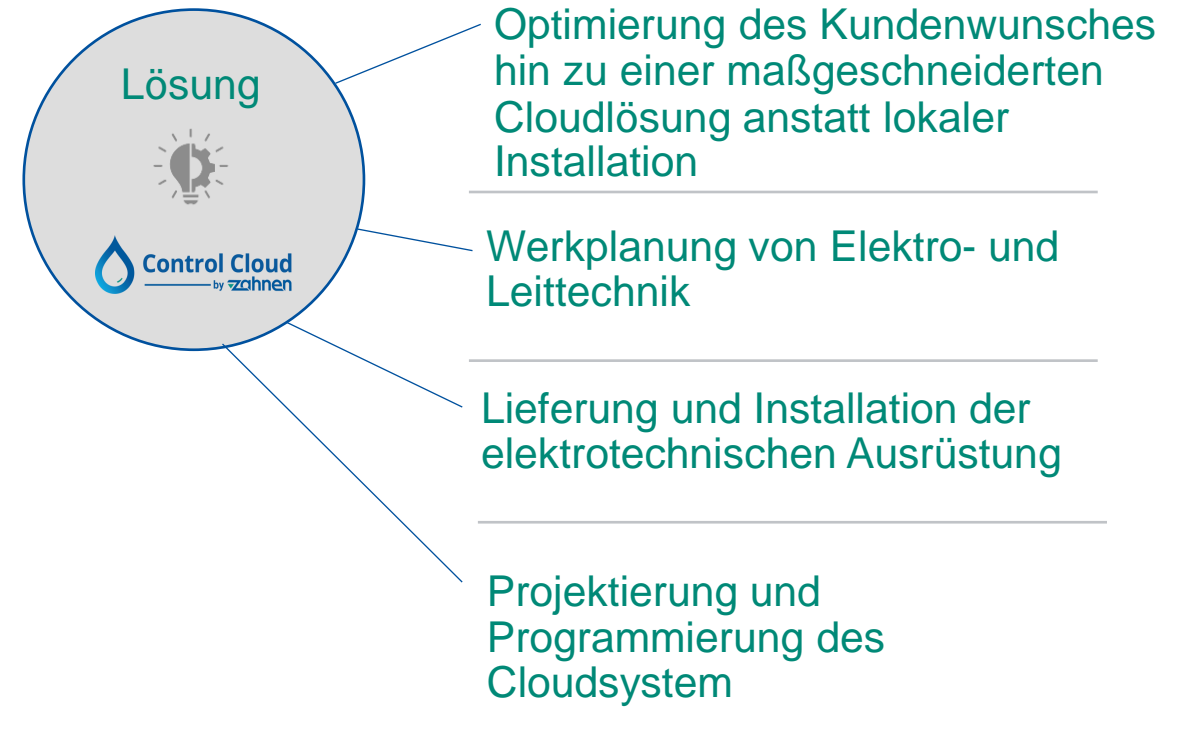 Lösung
Control Cloud
by zahnen
Optimierung des Kundenwunsches
hin zu einer maßgeschneiderten
Cloudlösung anstatt lokaler
Installation
Werkplanung von Elektro- und
Leittechnik
Lieferung und Installation der
elektrotechnischen Ausrüstung
Projektierung und
Programmierung des
Cloudsystem